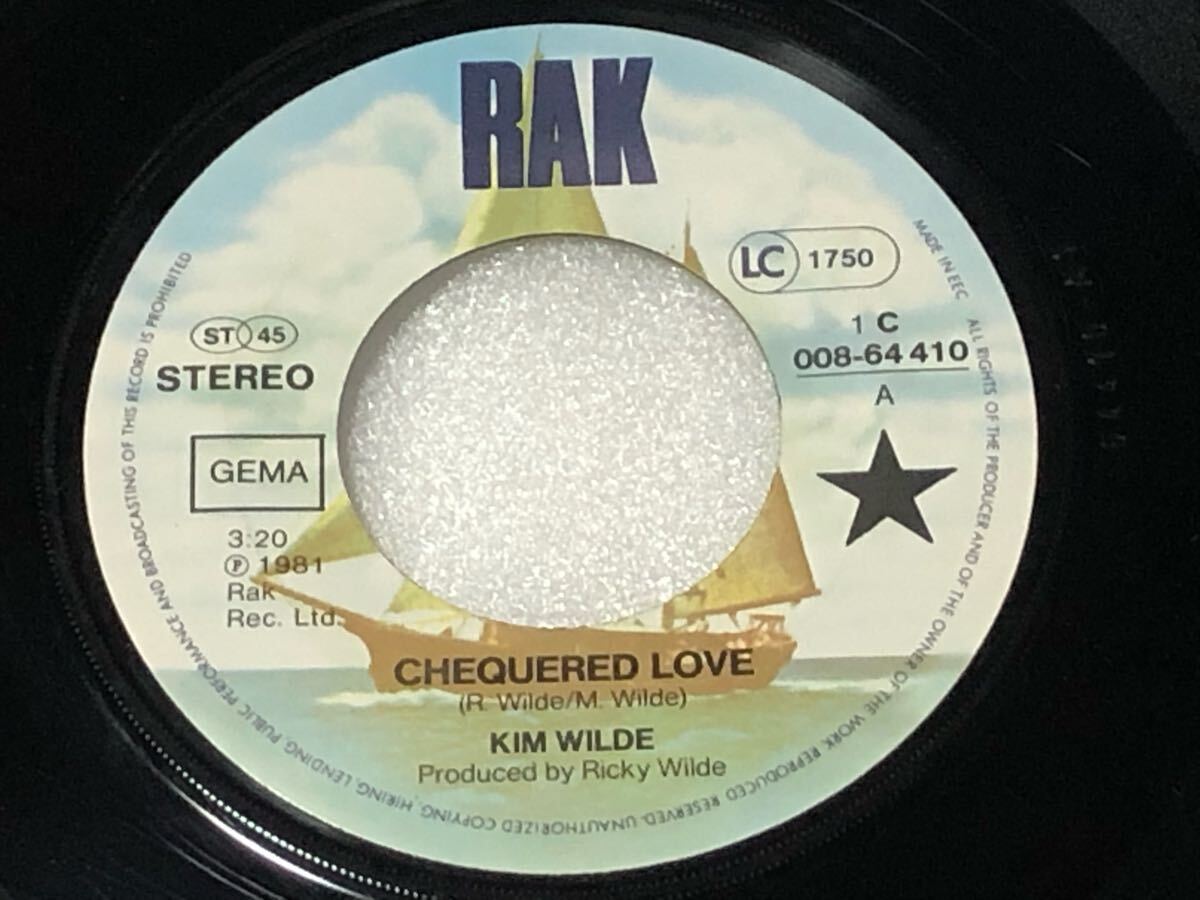 RAK
LC 1750
1 C
008-64 410
A
ST 45
STEREO
GEMA
3:20
℗ 1981
Rak
Rec. Ltd.
CHEQUERED LOVE
(R. Wilde/M. Wilde)
KIM WILDE
Produced by Ricky Wilde
MADE IN EEC ALL RIGHTS OF THE PRODUCER AND OF THE OWNER OF THE WORK REPRODUCED RESERVED. UNAUTHORIZED COPYING, HIRING, LENDING, PUBLIC PERFORMANCE AND BROADCASTING OF THIS RECORD IS PROHIBITED